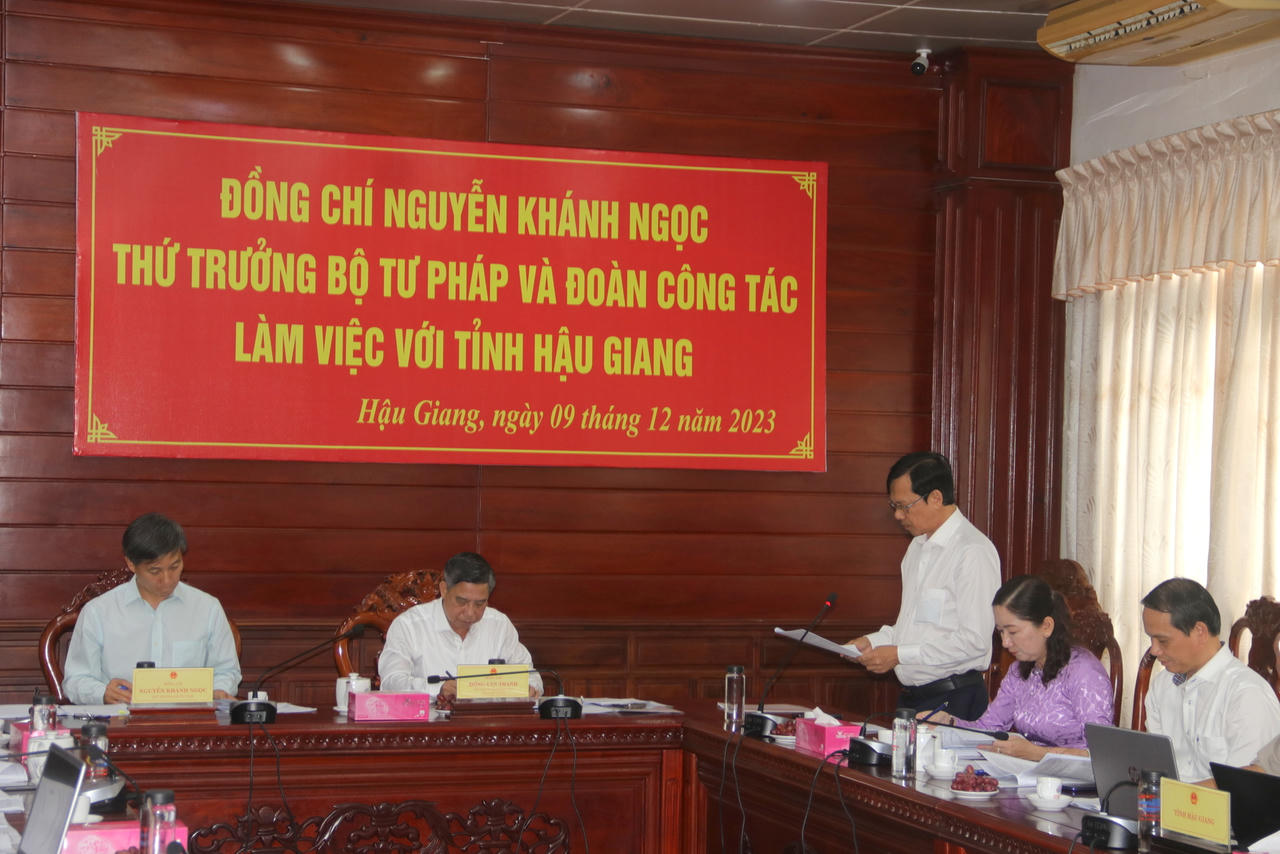 ĐỒNG CHÍ NGUYỄN KHÁNH NGỌC
THỨ TRƯỞNG BỘ TƯ PHÁP VÀ ĐOÀN CÔNG TÁC
LÀM VIỆC VỚI TỈNH HẬU GIANG
Hậu Giang, ngày 09 tháng 12 năm 2023
NGUYỄN KHÁNH NGỌC
ĐỒNG VĂN THANH
TỈNH HẬU GIANG